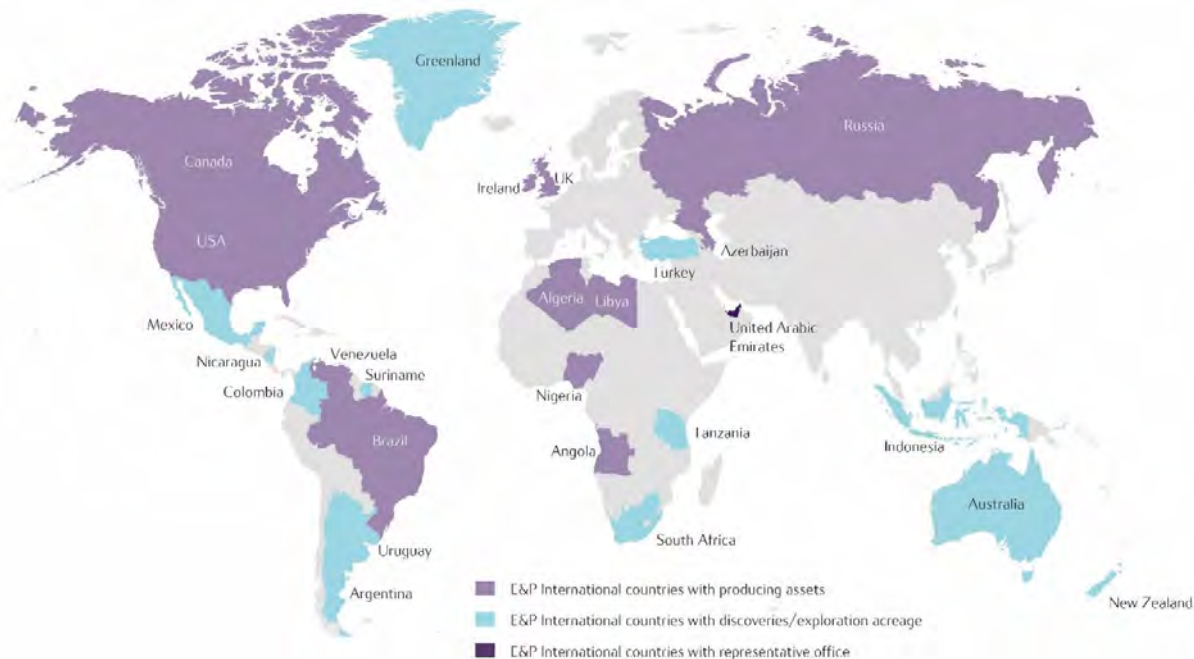 Greenland
Russia
Canada
UK
Ireland
USA
Azerbaijan
Turkey
Algeria
Libya
Mexico
United Arabic
Emirates
Venezuela
Nicaragua
Suriname
Colombia
Nigeria
Brazil
Tanzania
Angola
Indonesia
Australia
South Africa
Uruguay
Argentina
New Zealand
E&P International countries with producing assets
E&P International countries with discoveries/exploration acreage
E&P International countries with representative office